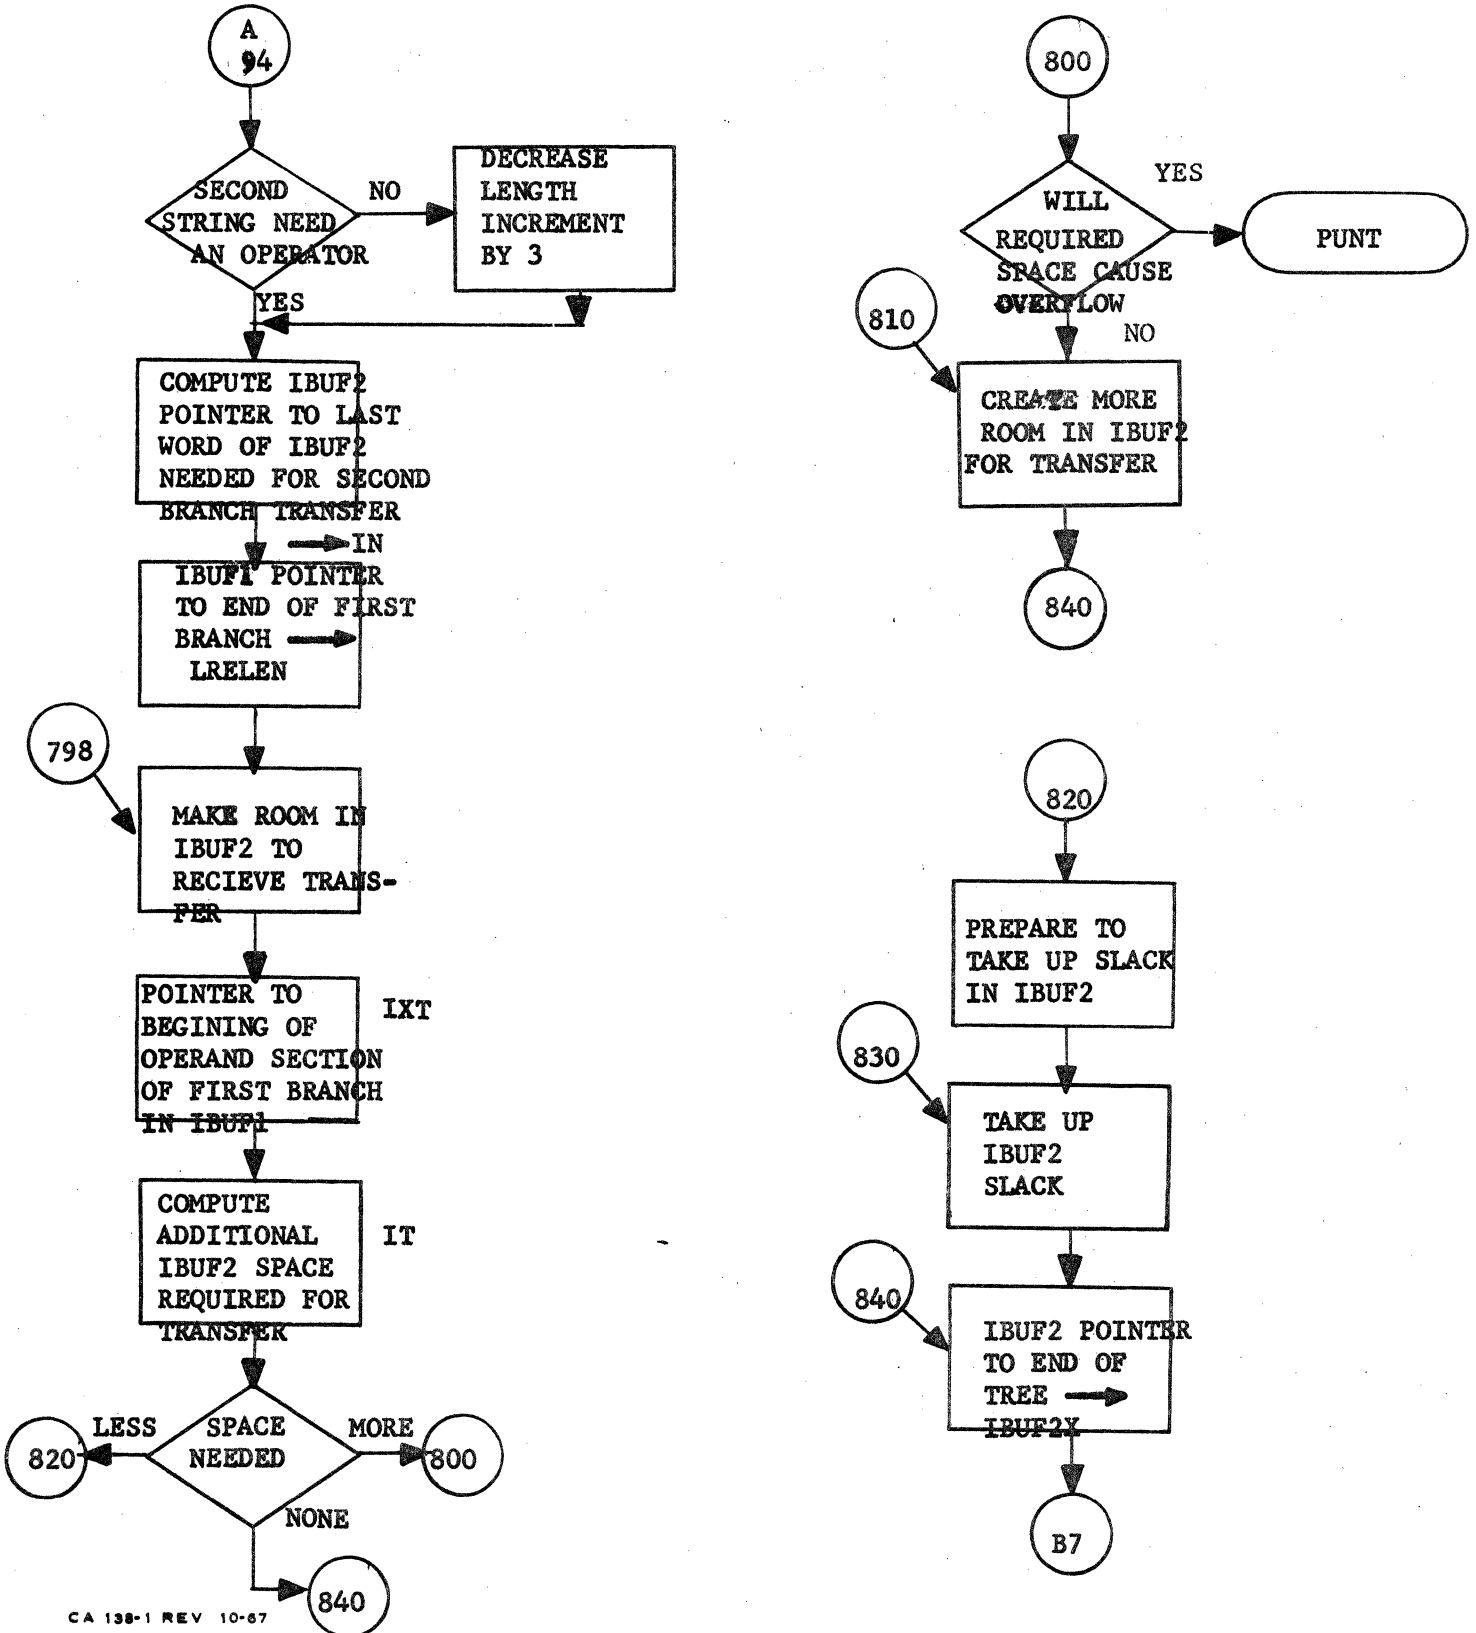 A
94
SECOND
STRING NEED
AN OPERATOR
NO
DECREASE
LENGTH
INCREMENT
BY 3
YES
COMPUTE IBUF2
POINTER TO LAST
WORD OF IBUF2
NEEDED FOR SECOND
BRANCH TRANSFER
→ IN
IBUF1 POINTER
TO END OF FIRST
BRANCH →
LRELEN
798
MAKE ROOM IN
IBUF2 TO
RECIEVE TRANS-
FER
POINTER TO
BEGINING OF
OPERAND SECTION
OF FIRST BRANCH
IN IBUF1
IXT
COMPUTE
ADDITIONAL
IBUF2 SPACE
REQUIRED FOR
TRANSFER
IT
SPACE
NEEDED
LESS
820
MORE
800
NONE
840
CA 138-1 REV 10-67
800
WILL
REQUIRED
SPACE CAUSE
OVERFLOW
YES
PUNT
NO
810
CREATE MORE
ROOM IN IBUF2
FOR TRANSFER
840
820
PREPARE TO
TAKE UP SLACK
IN IBUF2
830
TAKE UP
IBUF2
SLACK
840
IBUF2 POINTER
TO END OF
TREE →
IBUF2X
B7